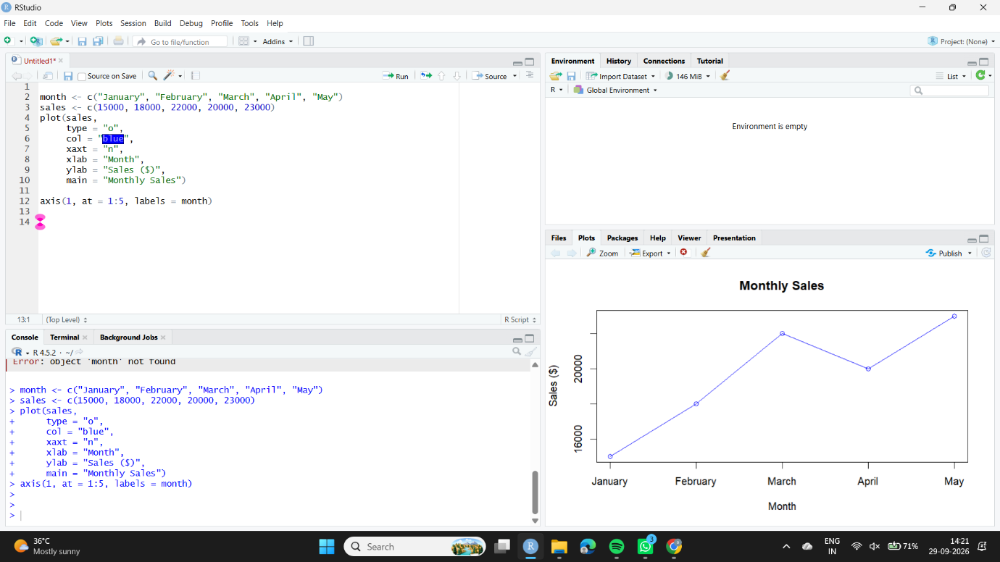 RStudio
File Edit Code View Plots Session Build Debug Profile Tools Help
Go to file/function Addins Project: (None)
Untitled1*
Source on Save Run Source
1
2 month <- c("January", "February", "March", "April", "May")
3 sales <- c(15000, 18000, 22000, 20000, 23000)
4 plot(sales,
5 type = "o",
6 col = "blue",
7 xaxt = "n",
8 xlab = "Month",
9 ylab = "Sales ($)",
10 main = "Monthly Sales")
11
12 axis(1, at = 1:5, labels = month)
13
14
13:1 (Top Level) R Script
Console Terminal Background Jobs
R 4.5.2 · ~/
Error: object 'month' not found
> month <- c("January", "February", "March", "April", "May")
> sales <- c(15000, 18000, 22000, 20000, 23000)
> plot(sales,
+ type = "o",
+ col = "blue",
+ xaxt = "n",
+ xlab = "Month",
+ ylab = "Sales ($)",
+ main = "Monthly Sales")
> axis(1, at = 1:5, labels = month)
>
>
>
Environment History Connections Tutorial
Import Dataset 146 MiB List
R Global Environment
Environment is empty
Files Plots Packages Help Viewer Presentation
Zoom Export Publish
Monthly Sales
Sales ($)
20000
16000
January February March April May
Month
36°C
Mostly sunny
Search
3
ENG
IN
71%
14:21
29-09-2026